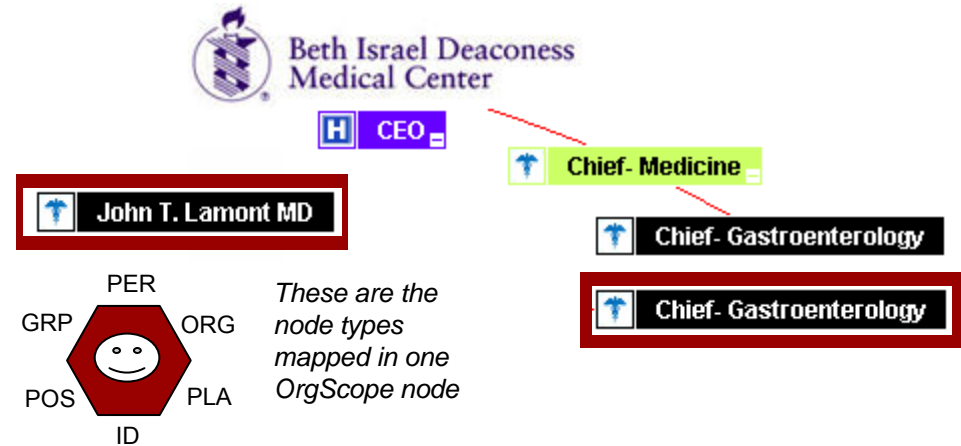 Beth Israel Deaconess
Medical Center
H CEO
Chief- Medicine
John T. Lamont MD
Chief- Gastroenterology
Chief- Gastroenterology
PER
GRP
ORG
POS
PLA
ID
These are the
node types
mapped in one
OrgScope node